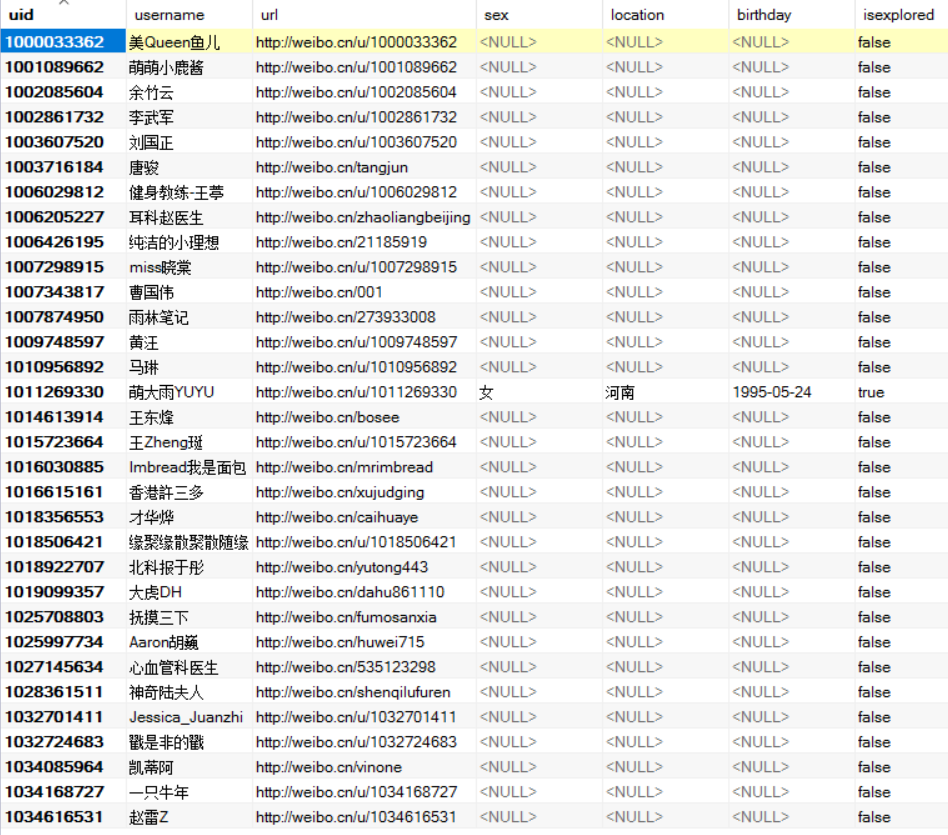 uid username url sex location birthday isexplored
1000033362 美Queen鱼儿 http://weibo.cn/u/1000033362 <NULL> <NULL> <NULL> false
1001089662 萌萌小鹿酱 http://weibo.cn/u/1001089662 <NULL> <NULL> <NULL> false
1002085604 余竹云 http://weibo.cn/u/1002085604 <NULL> <NULL> <NULL> false
1002861732 李武军 http://weibo.cn/u/1002861732 <NULL> <NULL> <NULL> false
1003607520 刘国正 http://weibo.cn/u/1003607520 <NULL> <NULL> <NULL> false
1003716184 唐骏 http://weibo.cn/tangjun <NULL> <NULL> <NULL> false
1006029812 健身教练-王葶 http://weibo.cn/u/1006029812 <NULL> <NULL> <NULL> false
1006205227 耳科赵医生 http://weibo.cn/zhaoliangbeijing <NULL> <NULL> <NULL> false
1006426195 纯洁的小理想 http://weibo.cn/21185919 <NULL> <NULL> <NULL> false
1007298915 miss晓棠 http://weibo.cn/u/1007298915 <NULL> <NULL> <NULL> false
1007343817 曹国伟 http://weibo.cn/001 <NULL> <NULL> <NULL> false
1007874950 雨林笔记 http://weibo.cn/273933008 <NULL> <NULL> <NULL> false
1009748597 黄汪 http://weibo.cn/u/1009748597 <NULL> <NULL> <NULL> false
1010956892 马琳 http://weibo.cn/u/1010956892 <NULL> <NULL> <NULL> false
1011269330 萌大雨YUYU http://weibo.cn/u/1011269330 女 河南 1995-05-24 true
1014613914 王东烽 http://weibo.cn/bosee <NULL> <NULL> <NULL> false
1015723664 王Zheng珽 http://weibo.cn/u/1015723664 <NULL> <NULL> <NULL> false
1016030885 Imbread我是面包 http://weibo.cn/mrimbread <NULL> <NULL> <NULL> false
1016615161 香港許三多 http://weibo.cn/xujudging <NULL> <NULL> <NULL> false
1018356553 才华烨 http://weibo.cn/caihuaye <NULL> <NULL> <NULL> false
1018506421 缘聚缘散聚散随缘 http://weibo.cn/u/1018506421 <NULL> <NULL> <NULL> false
1018922707 北科报于彤 http://weibo.cn/yutong443 <NULL> <NULL> <NULL> false
1019099357 大虎DH http://weibo.cn/dahu861110 <NULL> <NULL> <NULL> false
1025708803 抚摸三下 http://weibo.cn/fumosanxia <NULL> <NULL> <NULL> false
1025997734 Aaron胡巍 http://weibo.cn/huwei715 <NULL> <NULL> <NULL> false
1027145634 心血管科医生 http://weibo.cn/535123298 <NULL> <NULL> <NULL> false
1028361511 神奇陆夫人 http://weibo.cn/shenqilufuren <NULL> <NULL> <NULL> false
1032701411 Jessica_Juanzhi http://weibo.cn/u/1032701411 <NULL> <NULL> <NULL> false
1032724683 戳是非的戳 http://weibo.cn/u/1032724683 <NULL> <NULL> <NULL> false
1034085964 凯蒂阿 http://weibo.cn/vinone <NULL> <NULL> <NULL> false
1034168727 一只牛年 http://weibo.cn/u/1034168727 <NULL> <NULL> <NULL> false
1034616531 赵雷Z http://weibo.cn/u/1034616531 <NULL> <NULL> <NULL> false